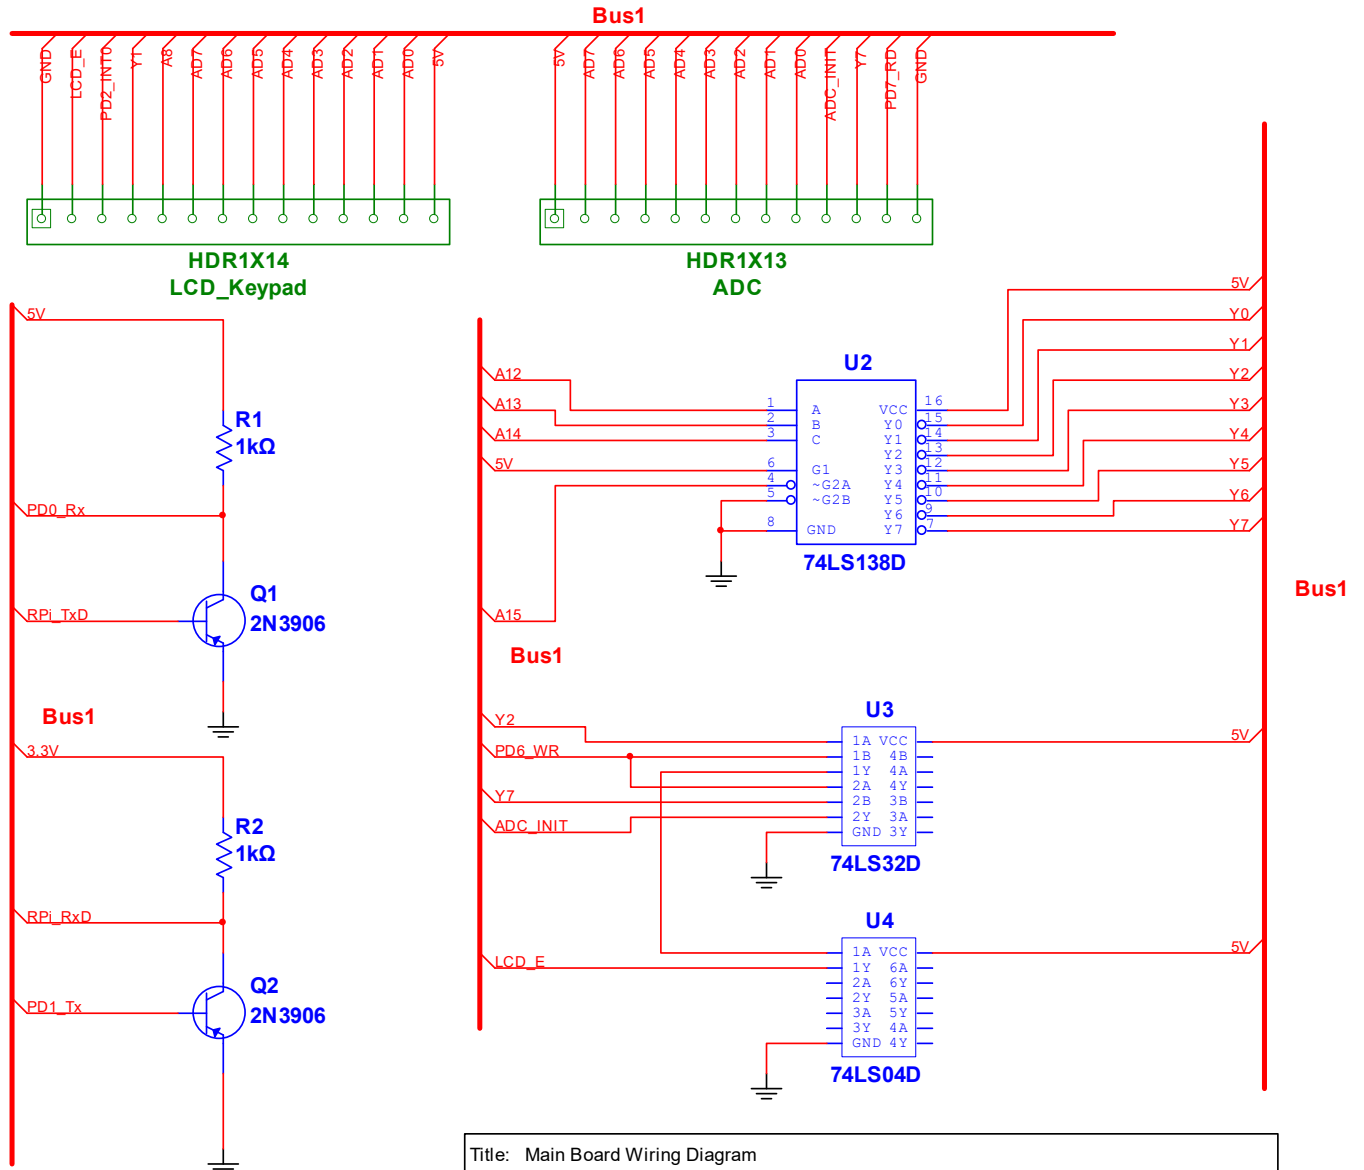 Bus1
GND
LCD_E
PD2_INT0
Y1
A8
AD7
AD6
AD5
AD4
AD3
AD2
AD1
AD0
5V
5V
AD7
AD6
AD5
AD4
AD3
AD2
AD1
AD0
ADC_INIT
Y7
PD7_RD
GND
HDR1X14
LCD_Keypad
HDR1X13
ADC
5V
R1
1kΩ
PD0_Rx
Q1
2N3906
RPi_TxD
Bus1
3.3V
R2
1kΩ
RPi_RxD
Q2
2N3906
PD1_Tx
A12
A13
A14
5V
A15
Bus1
U2
1 A VCC 16
2 B Y0 15
3 C Y1 14
Y2 13
6 G1 Y3 12
4 ~G2A Y4 11
5 ~G2B Y5 10
Y6 9
8 GND Y7 7
74LS138D
5V
Y0
Y1
Y2
Y3
Y4
Y5
Y6
Y7
Bus1
Y2
PD6_WR
Y7
ADC_INIT
U3
1A VCC
1B 4B
1Y 4A
2A 4Y
2B 3B
2Y 3A
GND 3Y
74LS32D
5V
LCD_E
U4
1A VCC
1Y 6A
2A 6Y
2Y 5A
3A 5Y
3Y 4A
GND 4Y
74LS04D
5V
Title: Main Board Wiring Diagram